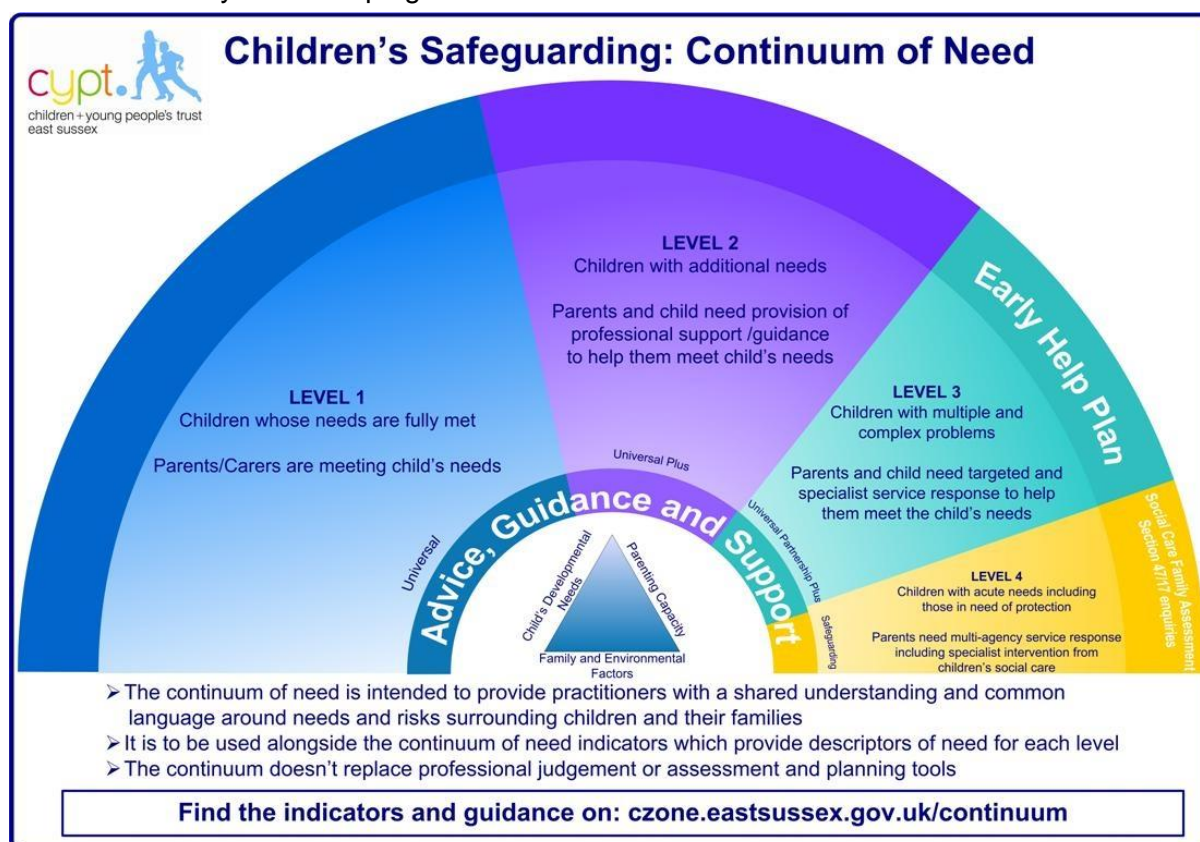 Children's Safeguarding: Continuum of Need
cypt.
children + young people's trust
east sussex
LEVEL 1
Children whose needs are fully met
Parents/Carers are meeting child's needs
LEVEL 2
Children with additional needs
Parents and child need provision of
professional support /guidance
to help them meet child's needs
Early Help Plan
LEVEL 3
Children with multiple and
complex problems
Parents and child need targeted and
specialist service response to help
them meet the child's needs
Social Care Family Assessment
Section 47/17 enquiries
LEVEL 4
Children with acute needs including
those in need of protection
Parents need multi-agency service response
including specialist intervention from
children's social care
Universal
Universal Plus
Universal Partnership Plus
Safeguarding
Advice, Guidance and Support
Child's Developmental
Needs
Parenting Capacity
Family and Environmental
Factors
➢ The continuum of need is intended to provide practitioners with a shared understanding and common
language around needs and risks surrounding children and their families
➢ It is to be used alongside the continuum of need indicators which provide descriptors of need for each level
➢ The continuum doesn't replace professional judgement or assessment and planning tools
Find the indicators and guidance on: czone.eastsussex.gov.uk/continuum